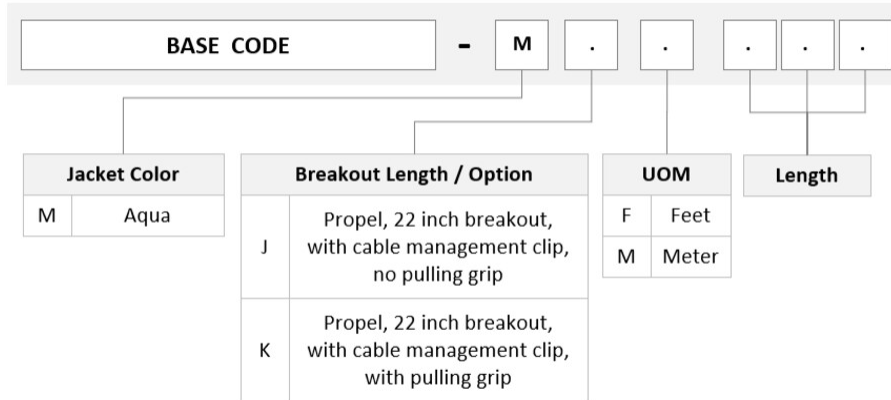 BASE CODE - M . . . . .
Jacket Color
M Aqua
Breakout Length / Option
J Propel, 22 inch breakout,
with cable management clip,
no pulling grip
K Propel, 22 inch breakout,
with cable management clip,
with pulling grip
UOM
F Feet
M Meter
Length